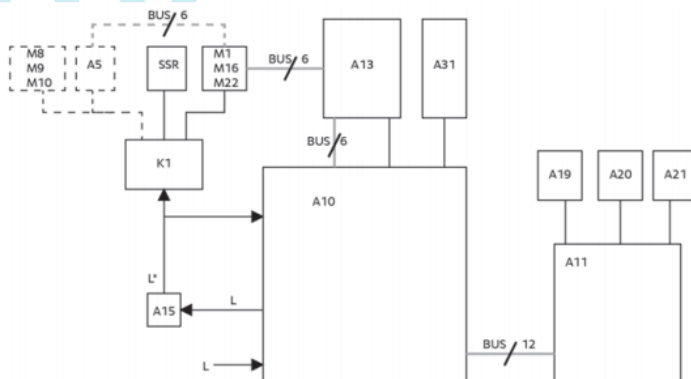 BUS 6
M8
M9
M10
A5
SSR
M1
M16
M22
BUS 6
A13
A31
BUS 6
K1
A19
A20
A21
A10
A11
L*
A15
L
BUS 12
L